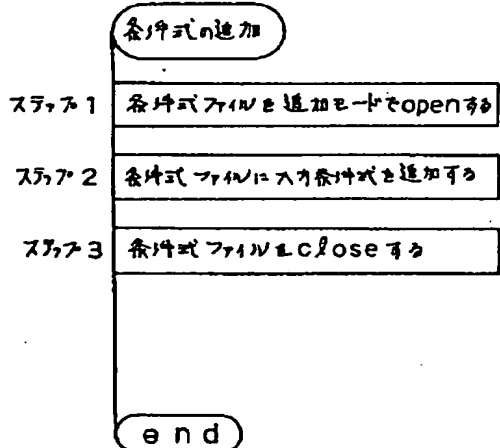 条件式の追加
ステップ1 条件式ファイルを追加モードでopenする
ステップ2 条件式ファイルに入力条件式を追加する
ステップ3 条件式ファイルをcloseする
end